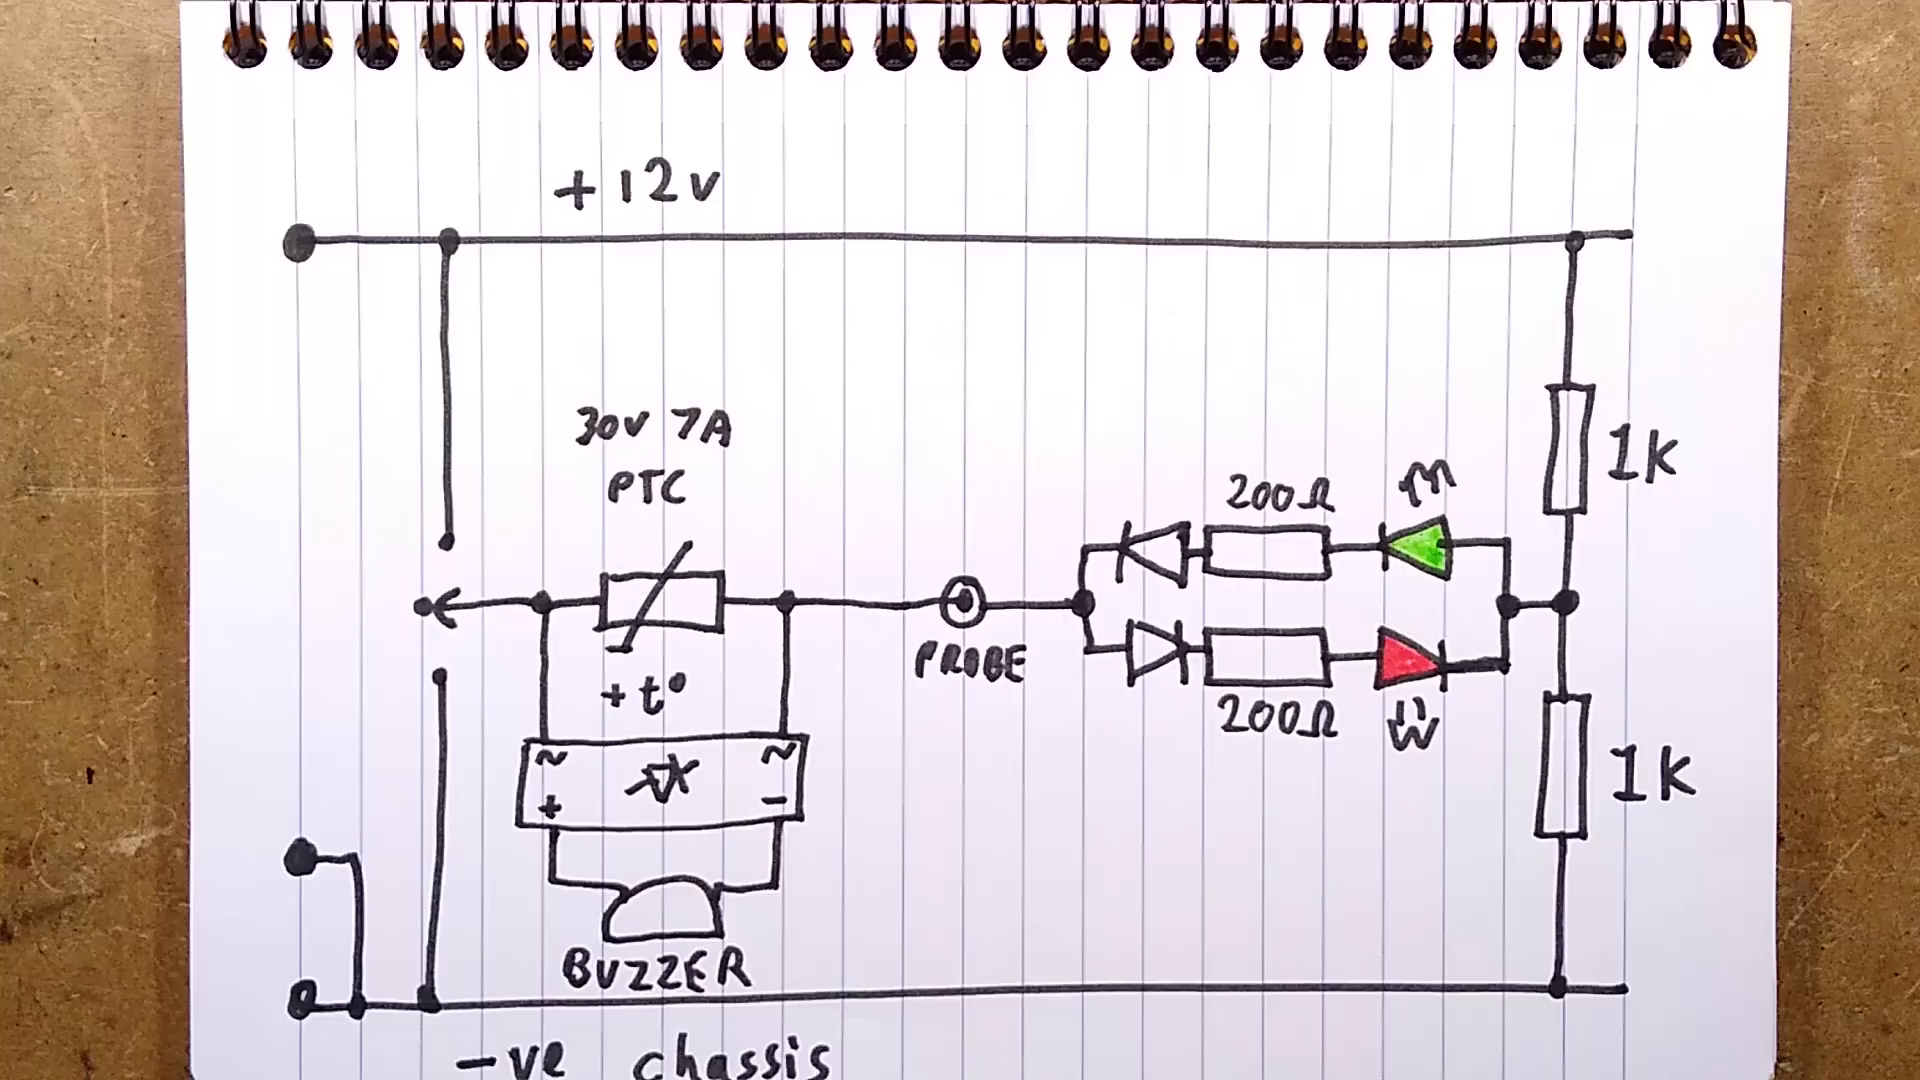 +12v
30v 7A
PTC
+t°
~ ~
+ -
BUZZER
PROBE
200Ω
200Ω
1K
1K
-ve chassis